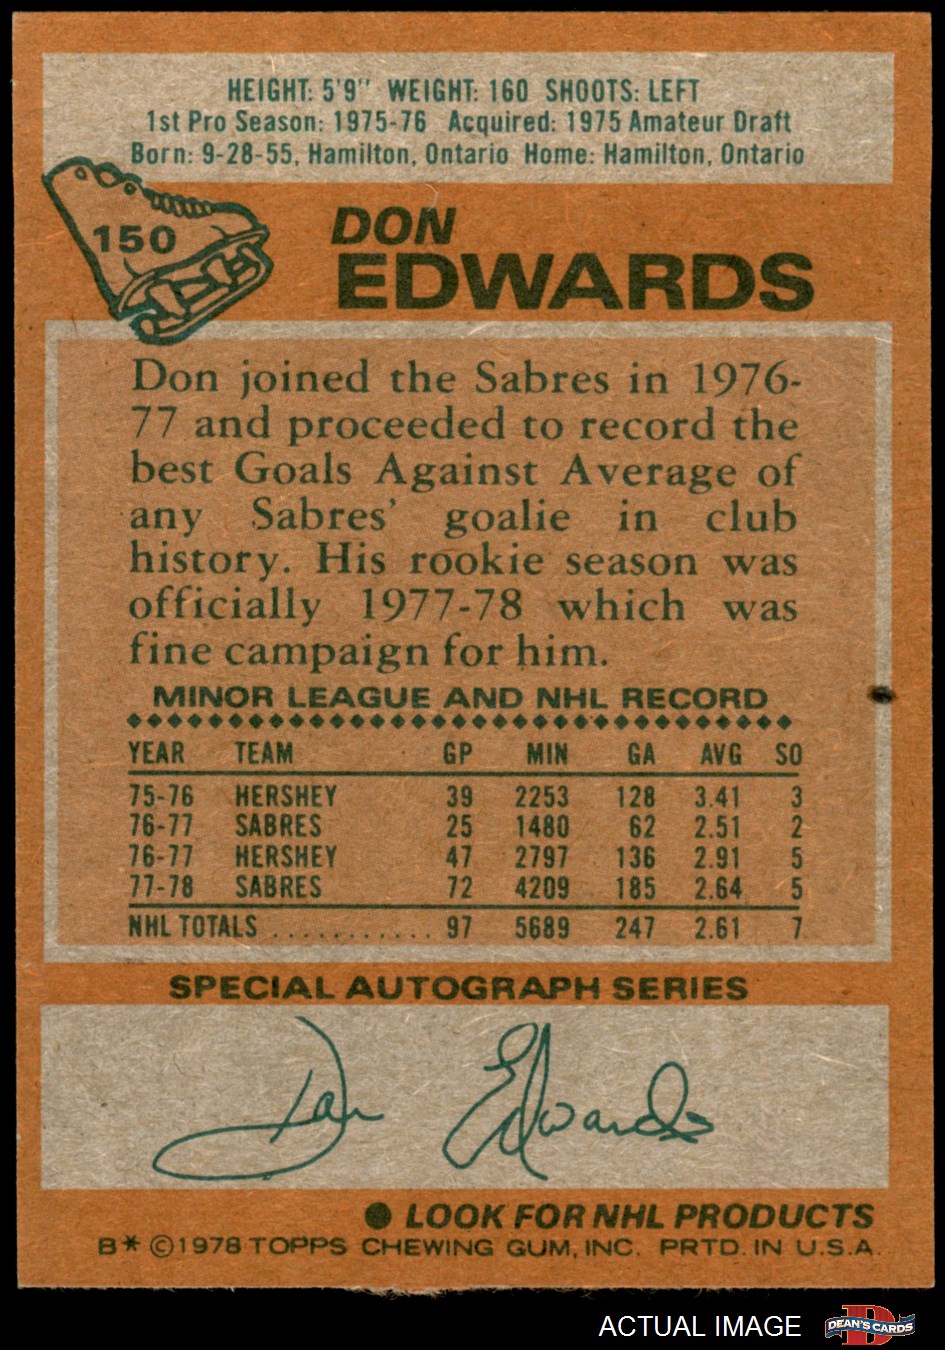 HEIGHT: 5'9" WEIGHT: 160 SHOOTS: LEFT
1st Pro Season: 1975-76 Acquired: 1975 Amateur Draft
Born: 9-28-55, Hamilton, Ontario Home: Hamilton, Ontario
150
DON
EDWARDS
Don joined the Sabres in 1976-
77 and proceeded to record the
best Goals Against Average of
any Sabres' goalie in club
history. His rookie season was
officially 1977-78 which was
fine campaign for him.
MINOR LEAGUE AND NHL RECORD
YEAR TEAM GP MIN GA AVG SO
75-76 HERSHEY 39 2253 128 3.41 3
76-77 SABRES 25 1480 62 2.51 2
76-77 HERSHEY 47 2797 136 2.91 5
77-78 SABRES 72 4209 185 2.64 5
NHL TOTALS ........... 97 5689 247 2.61 7
SPECIAL AUTOGRAPH SERIES
Don Edwards
● LOOK FOR NHL PRODUCTS
B* ©1978 TOPPS CHEWING GUM, INC. PRTD. IN U.S.A.
ACTUAL IMAGE
D
DEAN'S CARDS